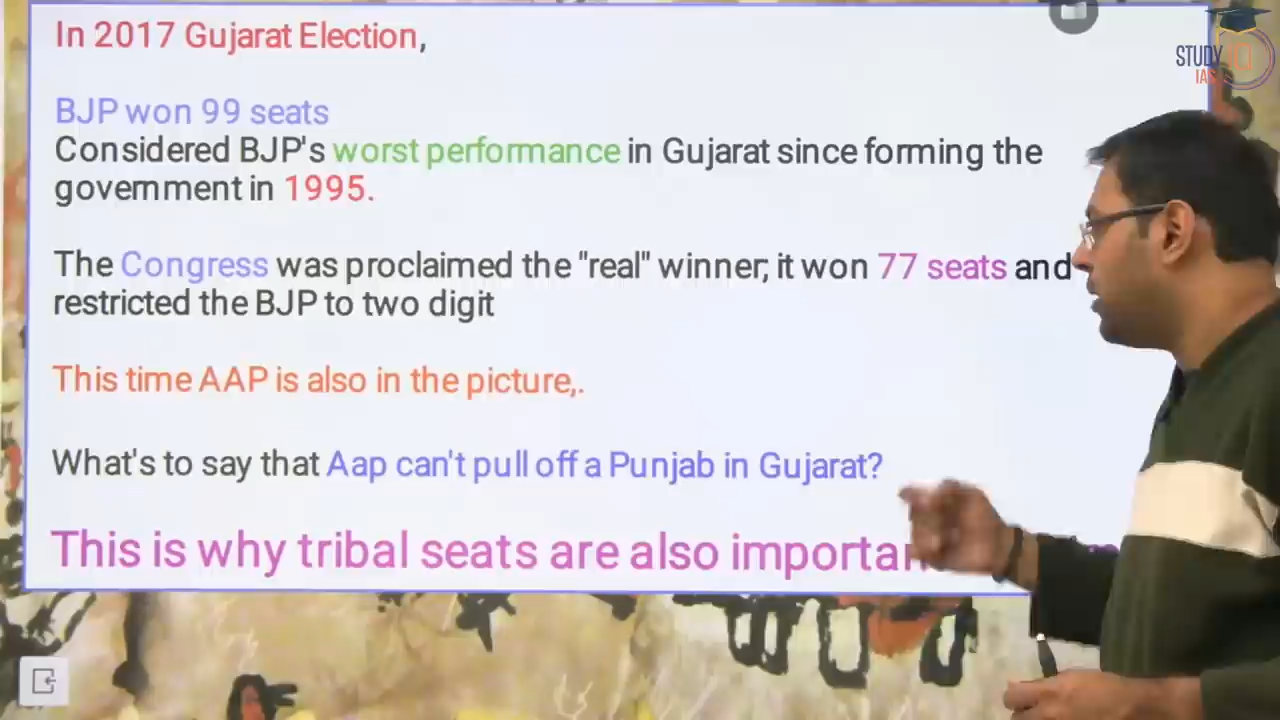 In 2017 Gujarat Election,
STUDY
IAS
BJP won 99 seats
Considered BJP's worst performance in Gujarat since forming the
government in 1995.
The Congress was proclaimed the "real" winner; it won 77 seats and
restricted the BJP to two digit
This time AAP is also in the picture,.
What's to say that Aap can't pull off a Punjab in Gujarat?
This is why tribal seats are also